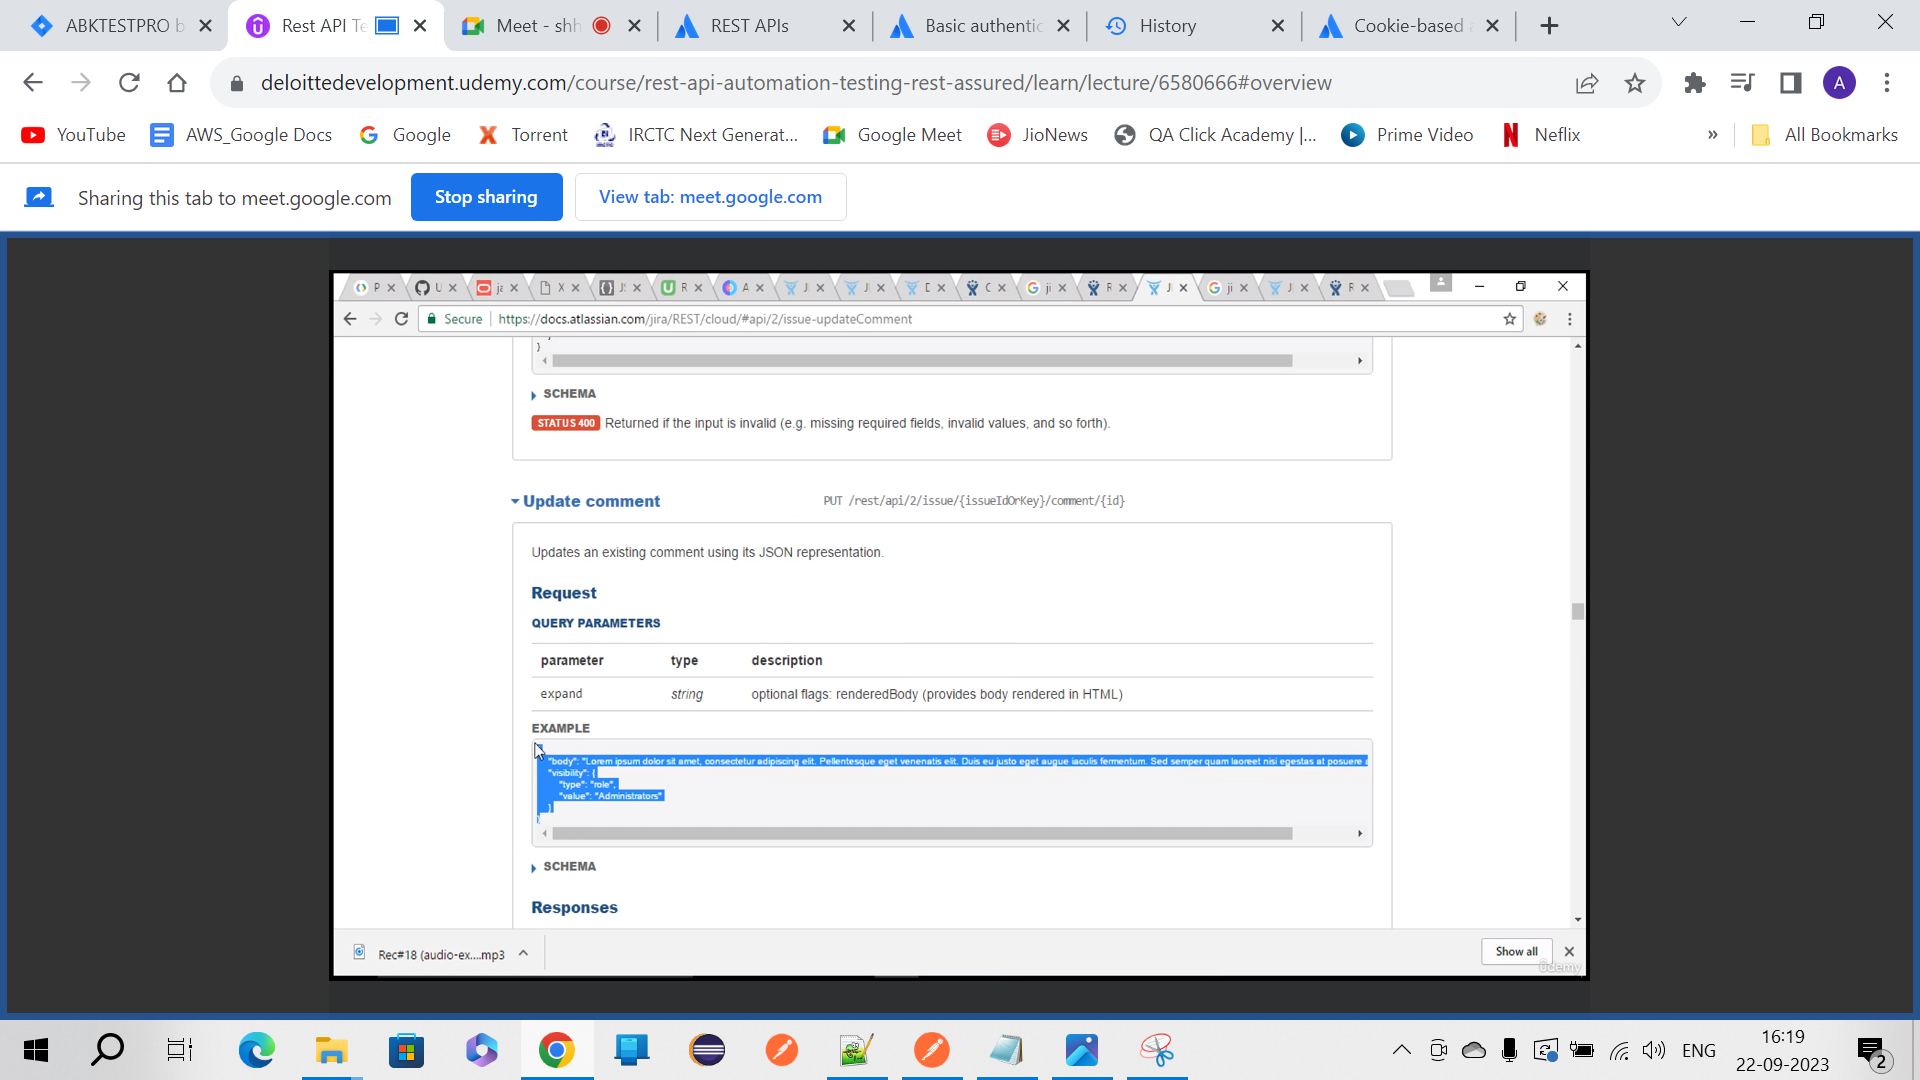 ABKTESTPRO b
Rest API Te
Meet - shh
REST APIs
Basic authentic
History
Cookie-based a
deloittedevelopment.udemy.com/course/rest-api-automation-testing-rest-assured/learn/lecture/6580666#overview
A
YouTube
AWS_Google Docs
Google
Torrent
IRCTC Next Generat...
Google Meet
JioNews
QA Click Academy |...
Prime Video
Neflix
»
All Bookmarks
Sharing this tab to meet.google.com
Stop sharing
View tab: meet.google.com
Secure
https://docs.atlassian.com/jira/REST/cloud/#api/2/issue-updateComment
}
SCHEMA
STATUS 400 Returned if the input is invalid (e.g. missing required fields, invalid values, and so forth).
Update comment
PUT /rest/api/2/issue/{issueIdOrKey}/comment/{id}
Updates an existing comment using its JSON representation.
Request
QUERY PARAMETERS
parameter type description
expand string optional flags: renderedBody (provides body rendered in HTML)
EXAMPLE
"body": "Lorem ipsum dolor sit amet, consectetur adipiscing elit. Pellentesque eget venenatis elit. Duis eu justo eget augue iaculis fermentum. Sed semper quam laoreet nisi egestas at posuere
"visibility": {
"type": "role",
"value": "Administrators"
}
}
SCHEMA
Responses
Rec#18 (audio-ex....mp3
Show all
ûdemy
ENG
16:19
22-09-2023
2